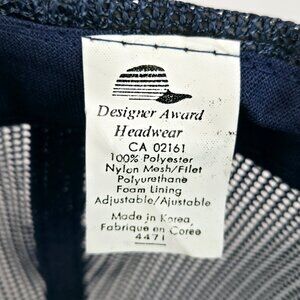 Designer Award
Headwear
CA 02161
100% Polyester
Nylon Mesh/Filet
Polyurethane
Foam Lining
Adjustable/Ajustable
Made in Korea
Fabrique en Corée
4471